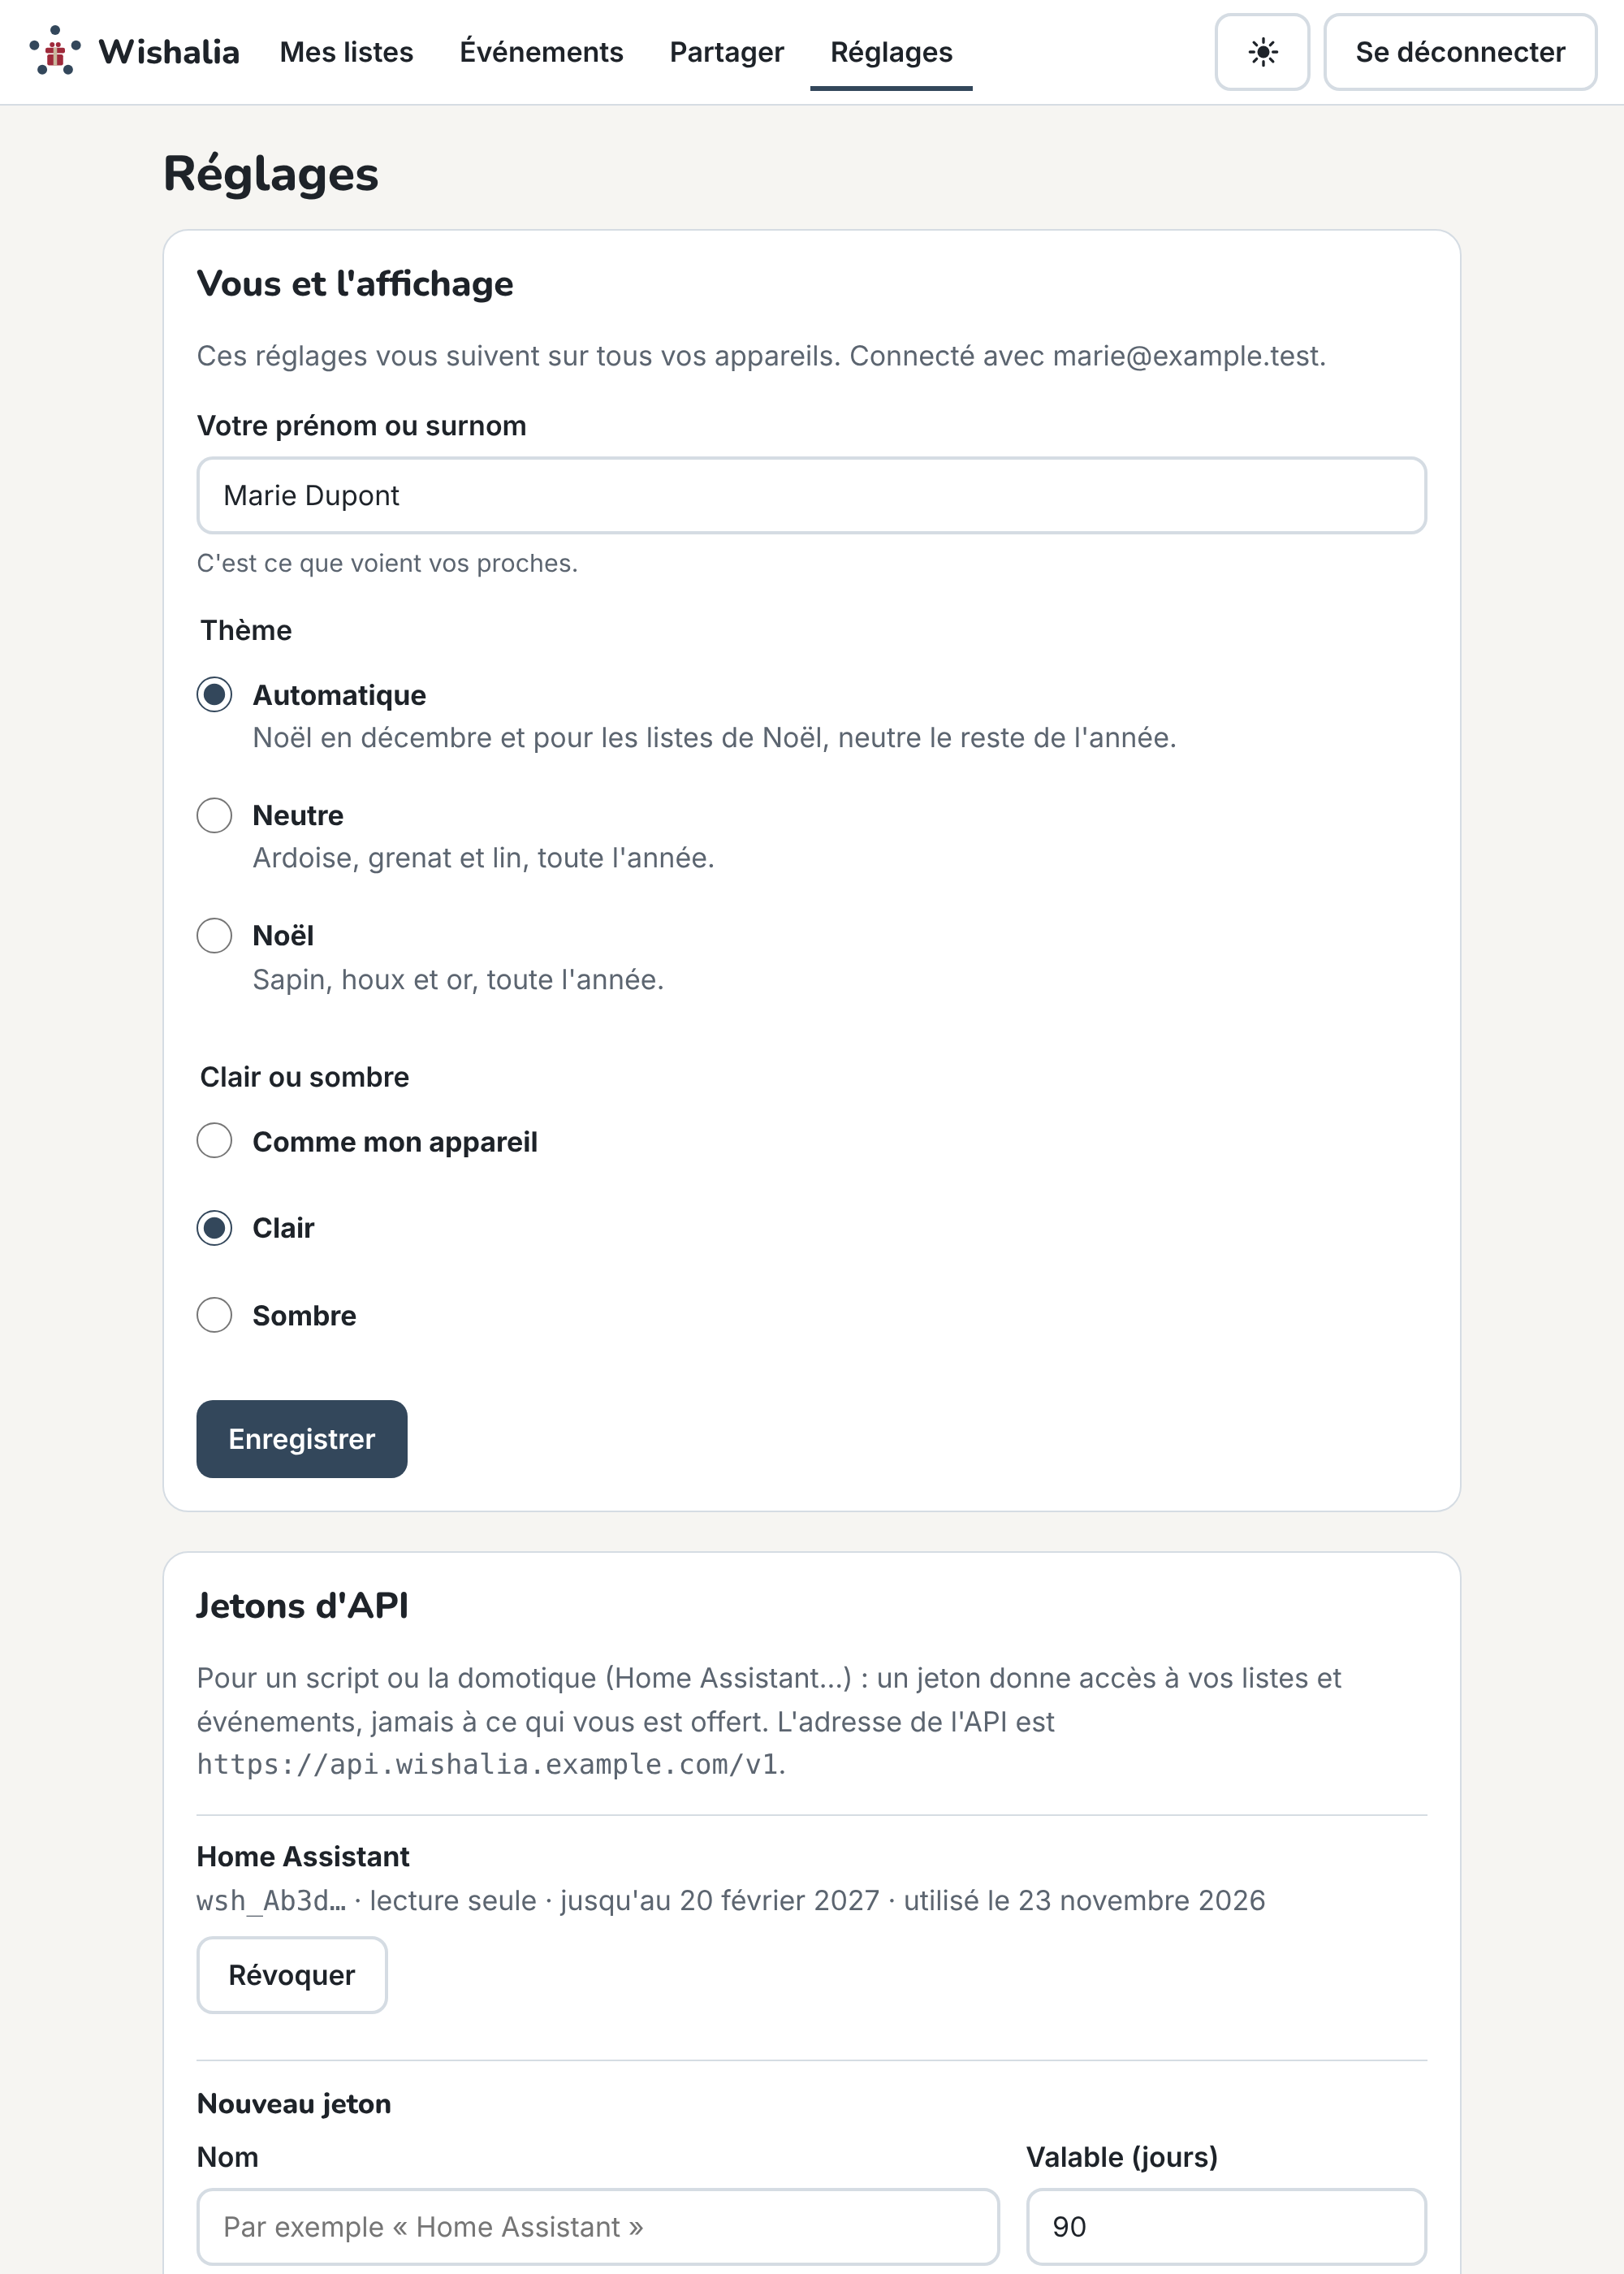 Wishalia
Mes listes
Événements
Partager
Réglages
Se déconnecter
Réglages
Vous et l'affichage
Ces réglages vous suivent sur tous vos appareils. Connecté avec marie@example.test.
Votre prénom ou surnom
Marie Dupont
C'est ce que voient vos proches.
Thème
Automatique
Noël en décembre et pour les listes de Noël, neutre le reste de l'année.
Neutre
Ardoise, grenat et lin, toute l'année.
Noël
Sapin, houx et or, toute l'année.
Clair ou sombre
Comme mon appareil
Clair
Sombre
Enregistrer
Jetons d'API
Pour un script ou la domotique (Home Assistant…) : un jeton donne accès à vos listes et
événements, jamais à ce qui vous est offert. L'adresse de l'API est
https://api.wishalia.example.com/v1.
Home Assistant
wsh_Ab3d… · lecture seule · jusqu'au 20 février 2027 · utilisé le 23 novembre 2026
Révoquer
Nouveau jeton
Nom
Valable (jours)
Par exemple « Home Assistant »
90